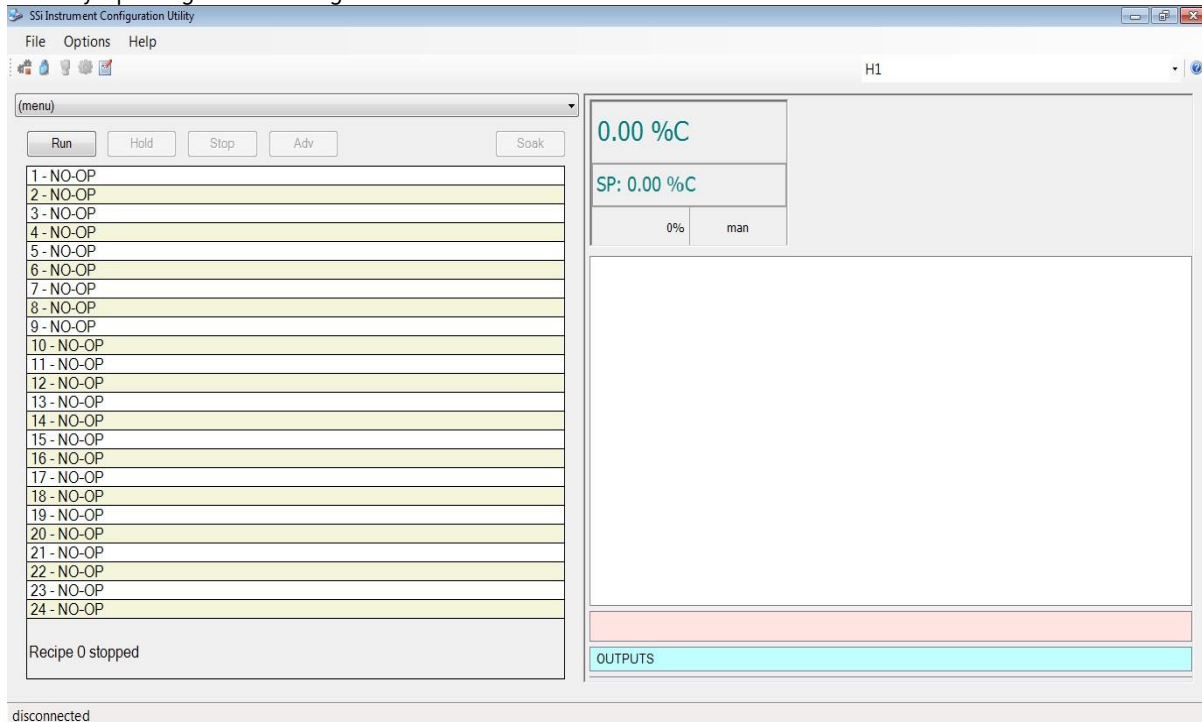 SSi Instrument Configuration Utility
File Options Help
H1
(menu)
Run Hold Stop Adv Soak
1 - NO-OP
2 - NO-OP
3 - NO-OP
4 - NO-OP
5 - NO-OP
6 - NO-OP
7 - NO-OP
8 - NO-OP
9 - NO-OP
10 - NO-OP
11 - NO-OP
12 - NO-OP
13 - NO-OP
14 - NO-OP
15 - NO-OP
16 - NO-OP
17 - NO-OP
18 - NO-OP
19 - NO-OP
20 - NO-OP
21 - NO-OP
22 - NO-OP
23 - NO-OP
24 - NO-OP
Recipe 0 stopped
0.00 %C
SP: 0.00 %C
0% man
OUTPUTS
disconnected